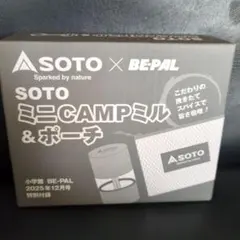 SOTO × BE-PAL
Sparked by nature
SOTO
ミニCAMPミル
&ポーチ
こだわりの
挽きたて
スパイスで
旨さ倍増!
SOTO
小学館 BE-PAL
2025年12月号
特別付録